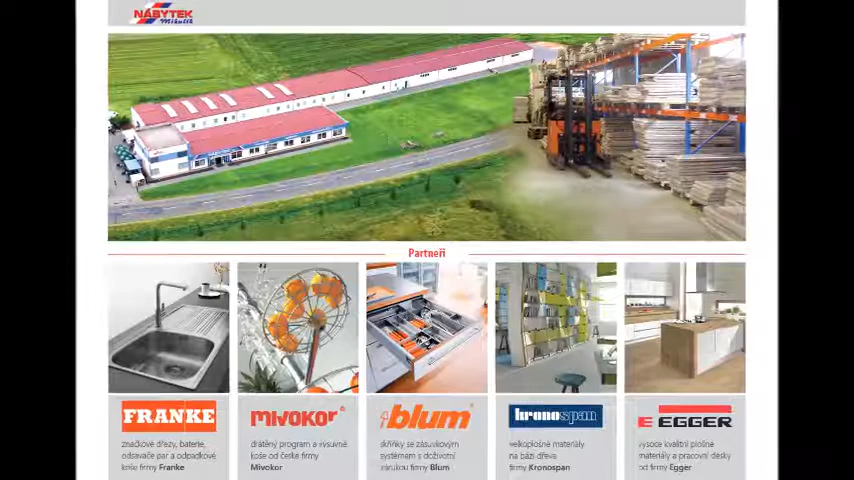 NÁBYTEK
Mikulík
Partneři
FRANKE
mivokor
blum
kronospan
EGGER
značkové dřezy, baterie,
odsavače par a odpadkové
koše firmy Franke
drátěný program a výsuvné
koše od české firmy
Mivokor
skříňky se zásuvkovým
systémem s doživotní
zárukou firmy Blum
velkoplošné materiály
na bázi dřeva
firmy Kronospan
vysoce kvalitní plošné
materiály a pracovní desky
od firmy Egger